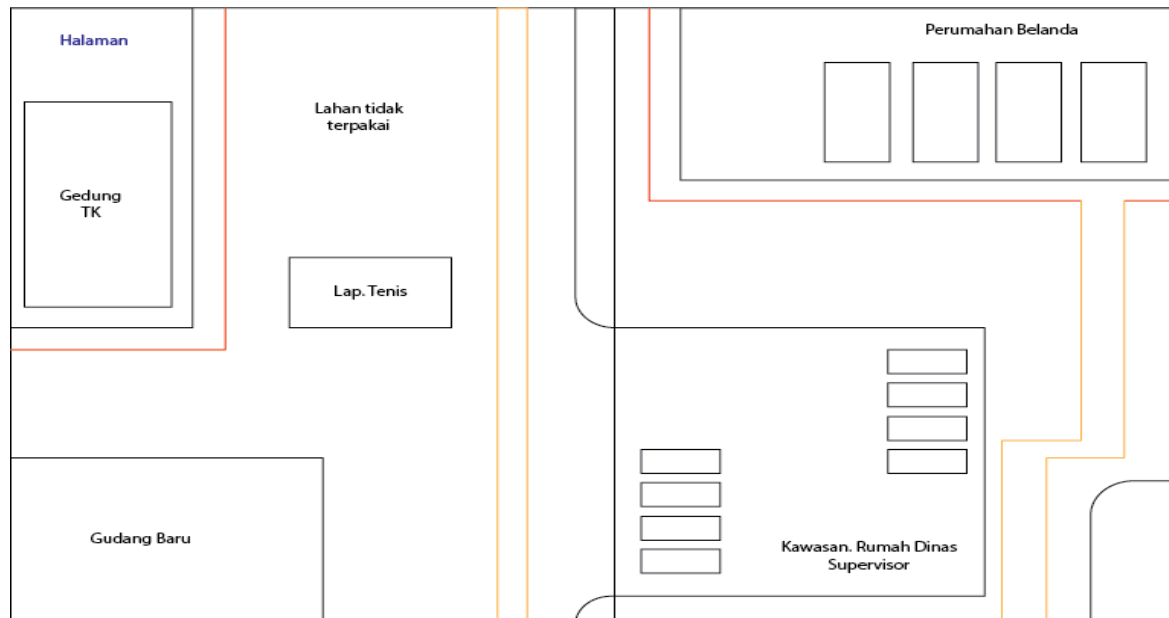 Halaman
Perumahan Belanda
Lahan tidak
terpakai
Gedung
TK
Lap. Tenis
Gudang Baru
Kawasan. Rumah Dinas
Supervisor